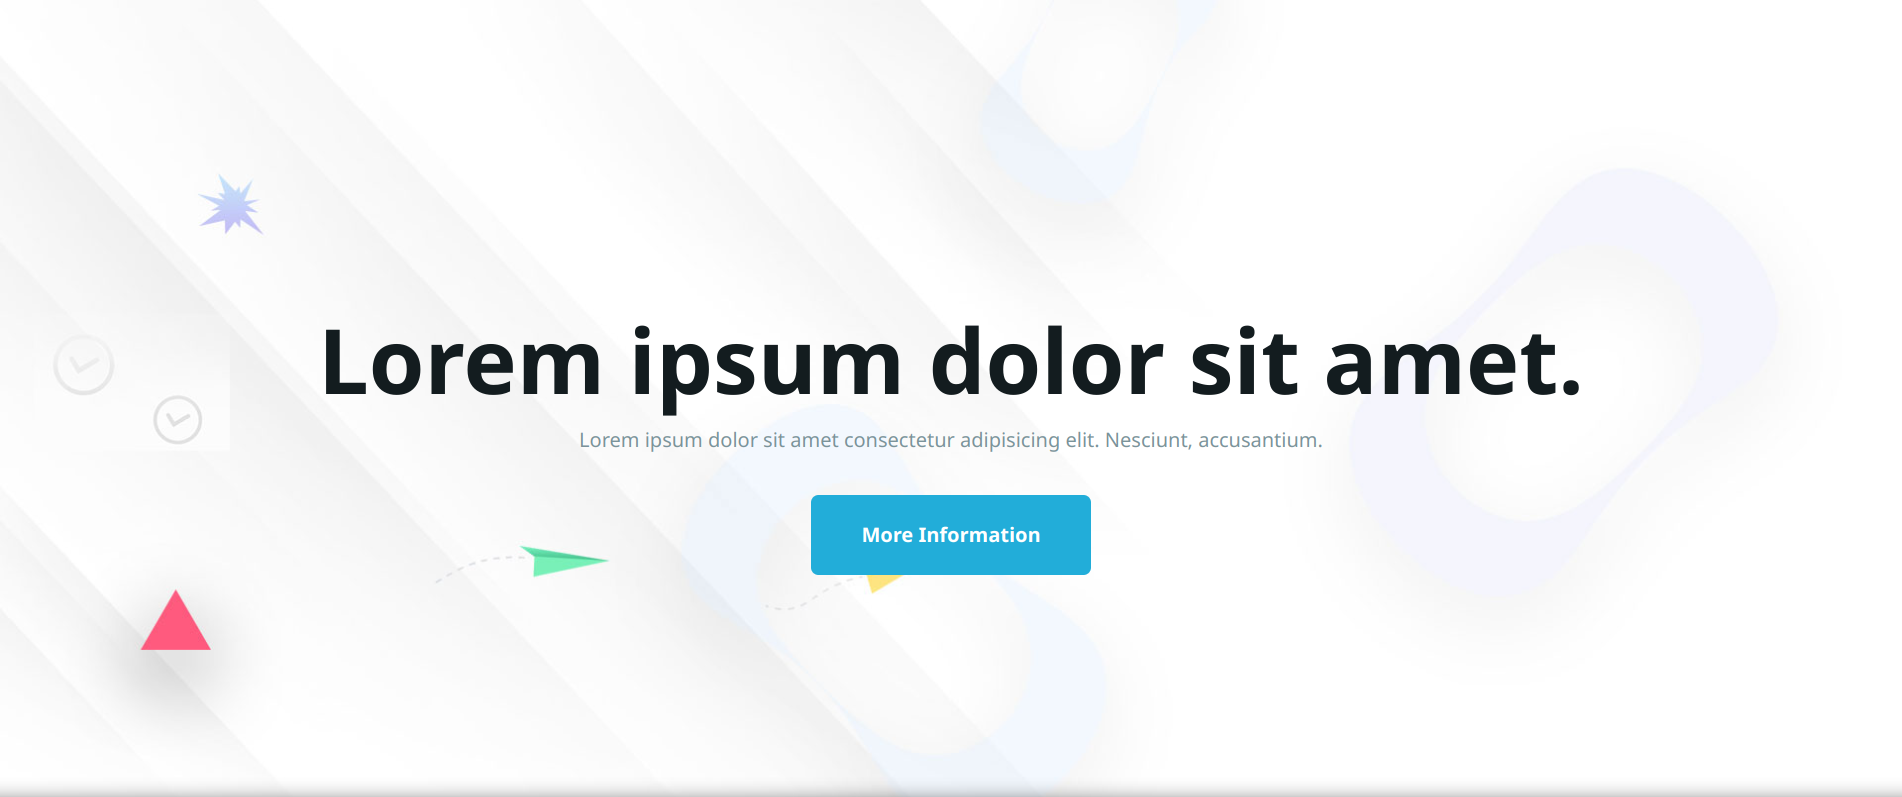 Lorem ipsum dolor sit amet.
Lorem ipsum dolor sit amet consectetur adipisicing elit. Nesciunt, accusantium.
More Information